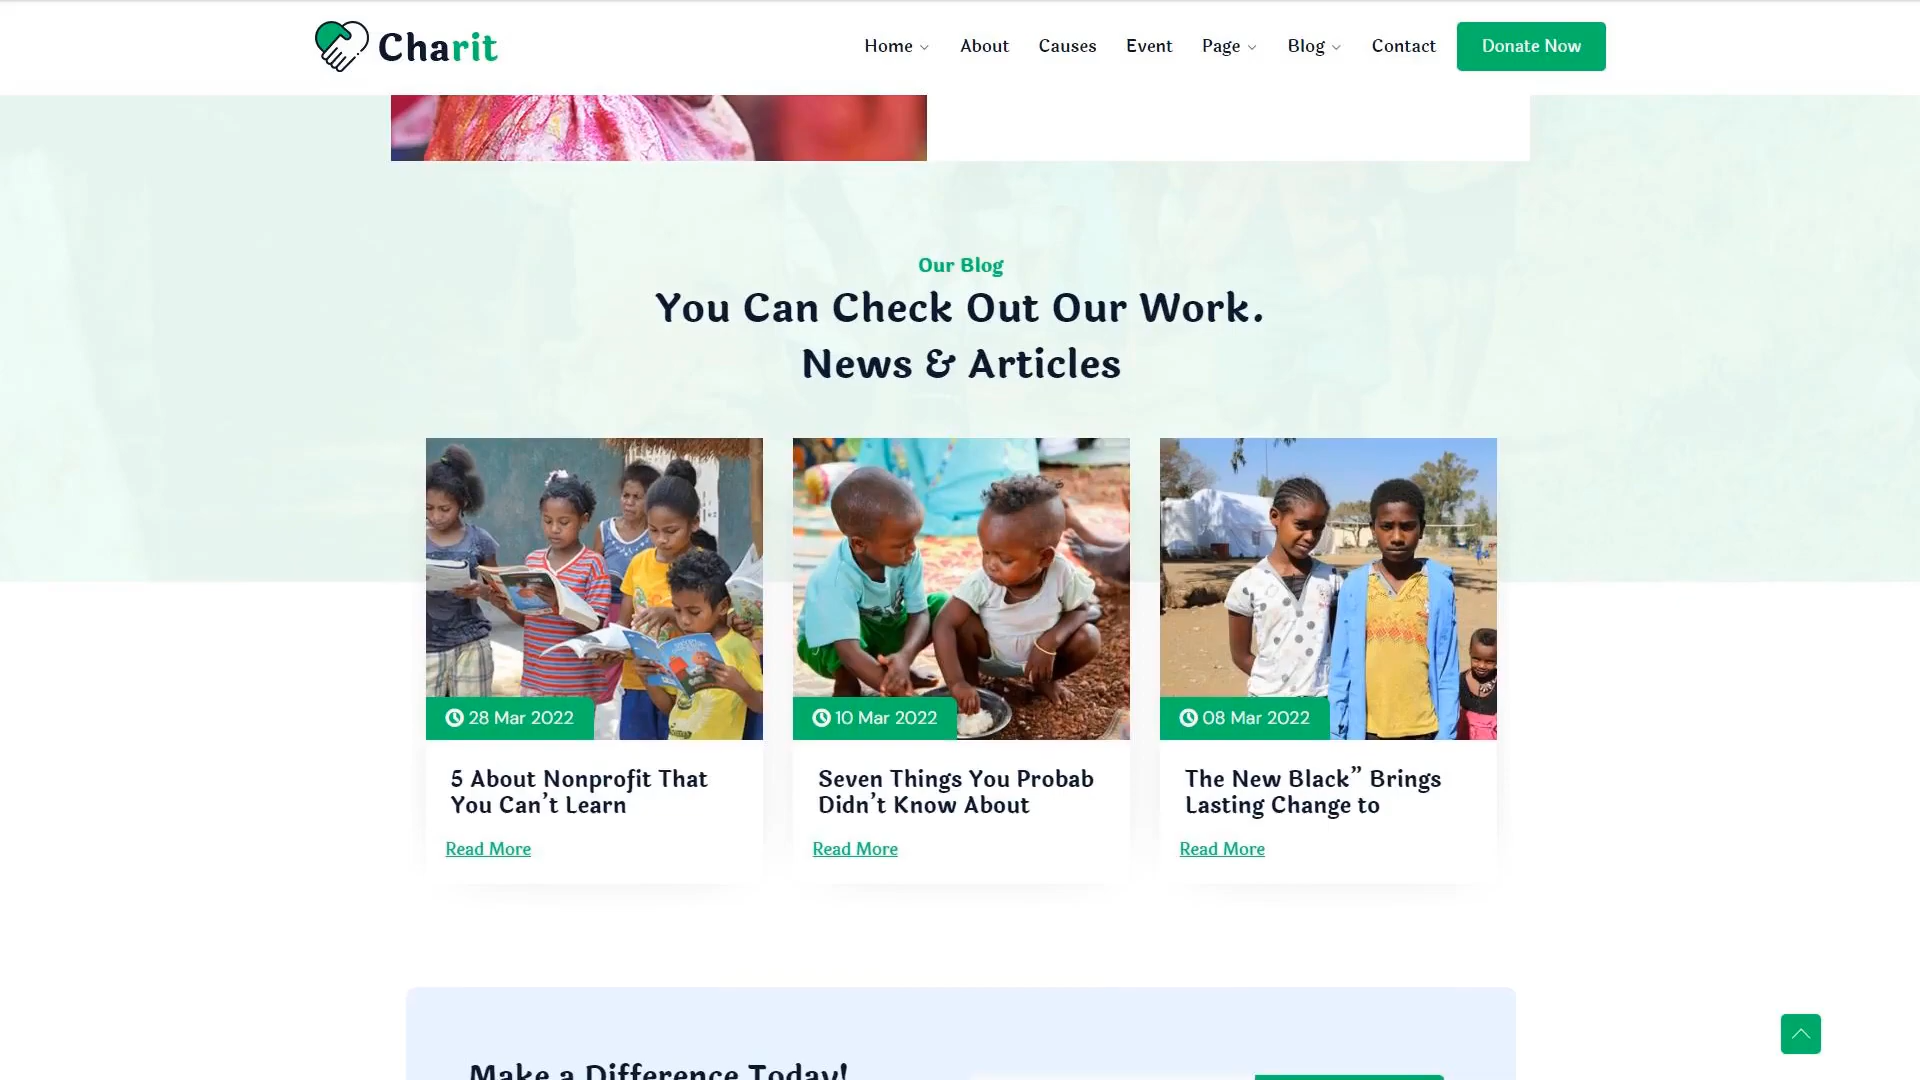 Charit
Home About Causes Event Page Blog Contact Donate Now
Our Blog
You Can Check Out Our Work.
News & Articles
28 Mar 2022
10 Mar 2022
08 Mar 2022
5 About Nonprofit That
You Can’t Learn
Seven Things You Probab
Didn’t Know About
The New Black” Brings
Lasting Change to
Read More
Read More
Read More
Make a Difference Today!